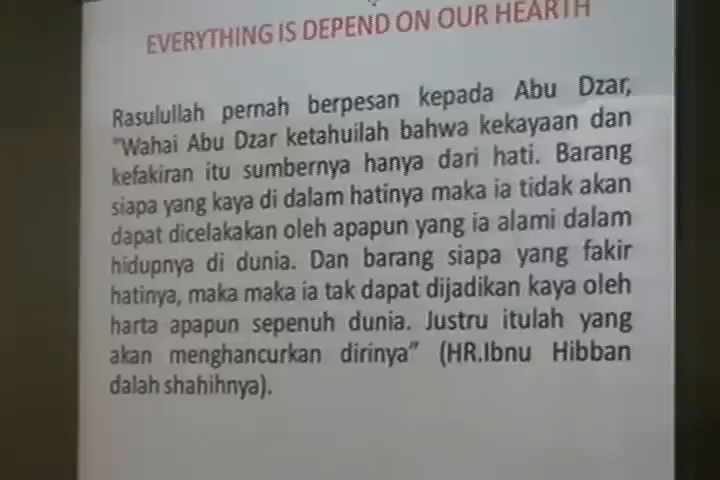 EVERYTHING IS DEPEND ON OUR HEARTH
Rasulullah pernah berpesan kepada Abu Dzar,
"Wahai Abu Dzar ketahuilah bahwa kekayaan dan
kefakiran itu sumbernya hanya dari hati. Barang
siapa yang kaya di dalam hatinya maka ia tidak akan
dapat dicelakakan oleh apapun yang ia alami dalam
hidupnya di dunia. Dan barang siapa yang fakir
hatinya, maka maka ia tak dapat dijadikan kaya oleh
harta apapun sepenuh dunia. Justru itulah yang
akan menghancurkan dirinya" (HR.Ibnu Hibban
dalah shahihnya).